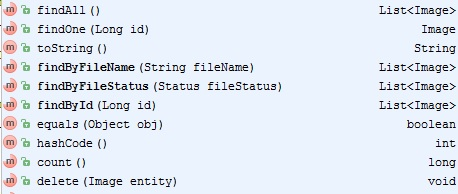 m findAll() List<Image>
m findOne(Long id) Image
m toString() String
m findByFileName(String fileName) List<Image>
m findByFileStatus(Status fileStatus) List<Image>
m findById(Long id) List<Image>
m equals(Object obj) boolean
m hashCode() int
m count() long
m delete(Image entity) void